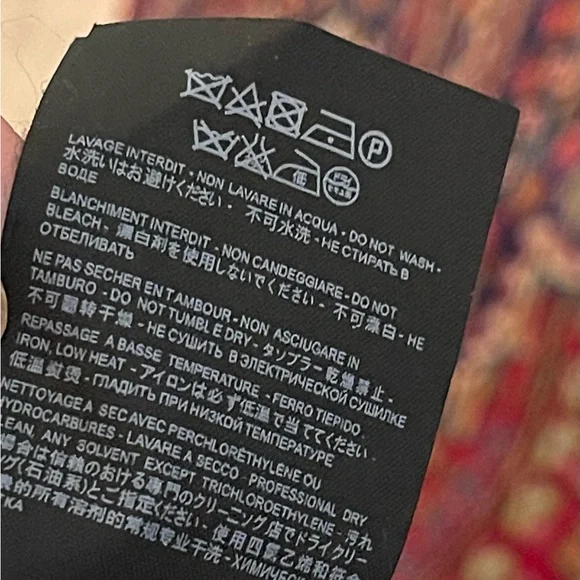 P
低
LAVAGE INTERDIT - NON LAVARE IN ACQUA - DO NOT WASH -
水洗いはお避けください - 不可水洗 - НЕ СТИРАТЬ В
ВОДЕ
BLANCHIMENT INTERDIT - NON CANDEGGIARE - DO NOT
BLEACH - 漂白剤を使用しないでください - 不可漂白 - НЕ
ОТБЕЛИВАТЬ
NE PAS SECHER EN TAMBOUR - NON ASCIUGARE IN
TAMBURO - DO NOT TUMBLE DRY - タンブラー乾燥禁止 -
不可翻转干燥 - НЕ СУШИТЬ В ЭЛЕКТРИЧЕСКОЙ СУШИЛКЕ
REPASSAGE A BASSE TEMPERATURE - FERRO TIEPIDO
IRON, LOW HEAT - アイロンは必ず低温で当ててください -
低温熨烫 - ГЛАДИТЬ ПРИ НИЗКОЙ ТЕМПЕРАТУРЕ
NETTOYAGE A SEC AVEC PERCHLORETHYLENE OU
HYDROCARBURES - LAVARE A SECCO - PROFESSIONAL DRY
CLEAN, ANY SOLVENT EXCEPT TRICHLOROETHYLENE - 汚れ
場合は信頼のおける専門のクリーニング店でドライクリー
グ(石油系)とご指定ください - 使用四氯乙烯和符合
的所有溶剂的常规专业干洗 - ХИМИЧЕС
КА